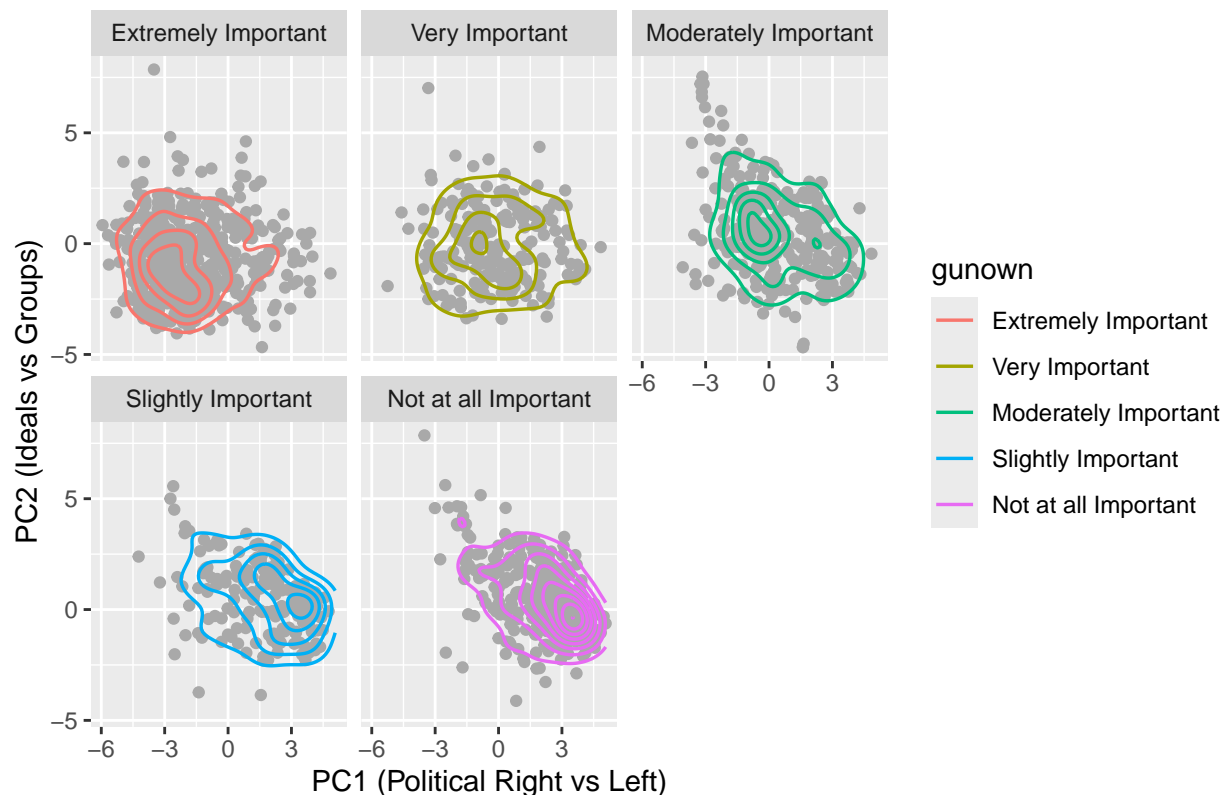 Extremely Important
Very Important
Moderately Important
5
0
−5
−6
−3
0
3
Slightly Important
Not at all Important
5
0
−5
−6
−3
0
3
−6
−3
0
3
PC1 (Political Right vs Left)
PC2 (Ideals vs Groups)
gunown
Extremely Important
Very Important
Moderately Important
Slightly Important
Not at all Important